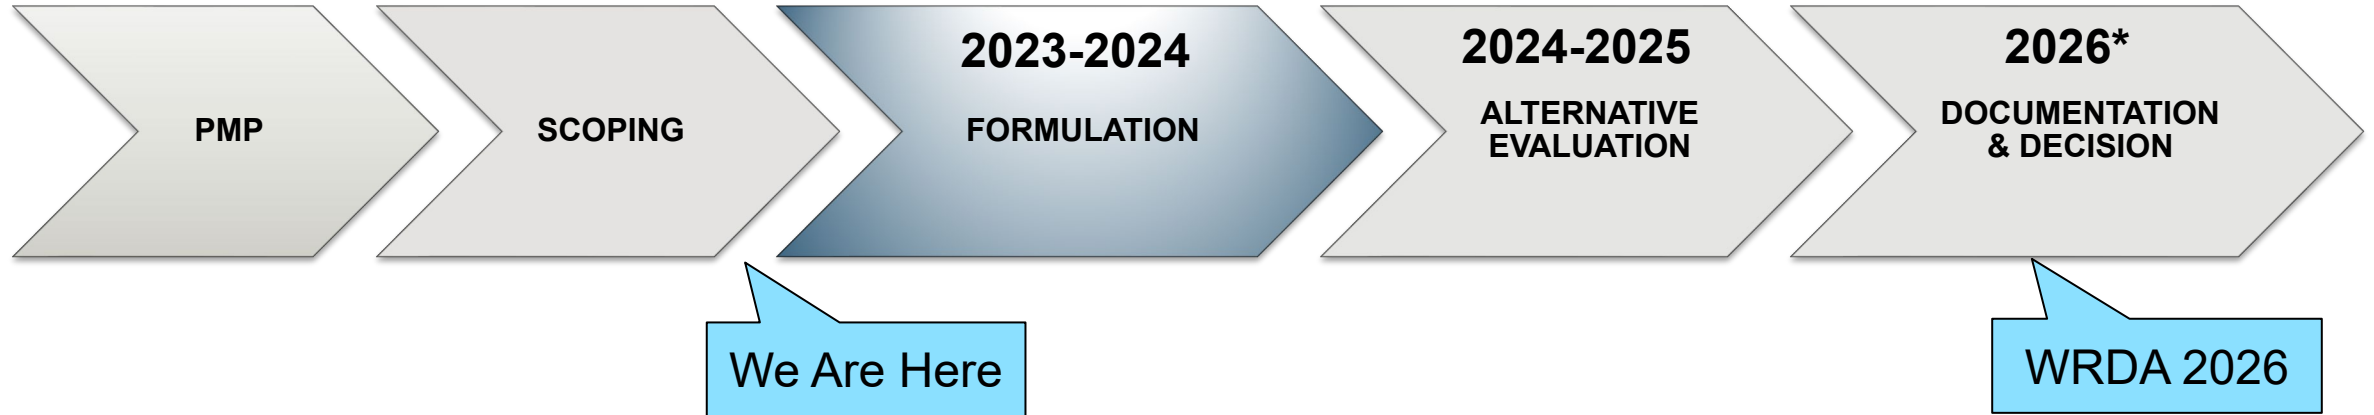 PMP
SCOPING
2023-2024
FORMULATION
2024-2025
ALTERNATIVE
EVALUATION
2026*
DOCUMENTATION
& DECISION
We Are Here
WRDA 2026